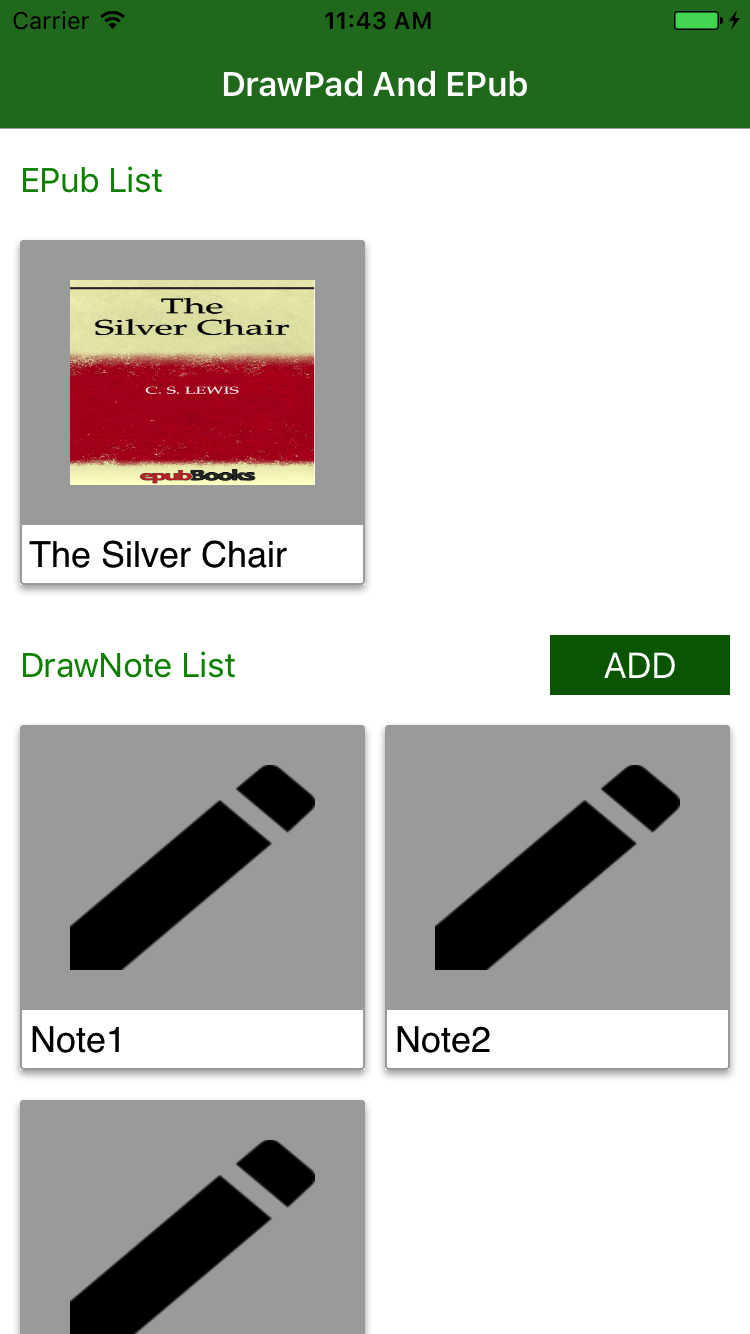 Carrier 11:43 AM
DrawPad And EPub
EPub List
The
Silver Chair
C. S. LEWIS
epubBooks
The Silver Chair
DrawNote List ADD
Note1 Note2